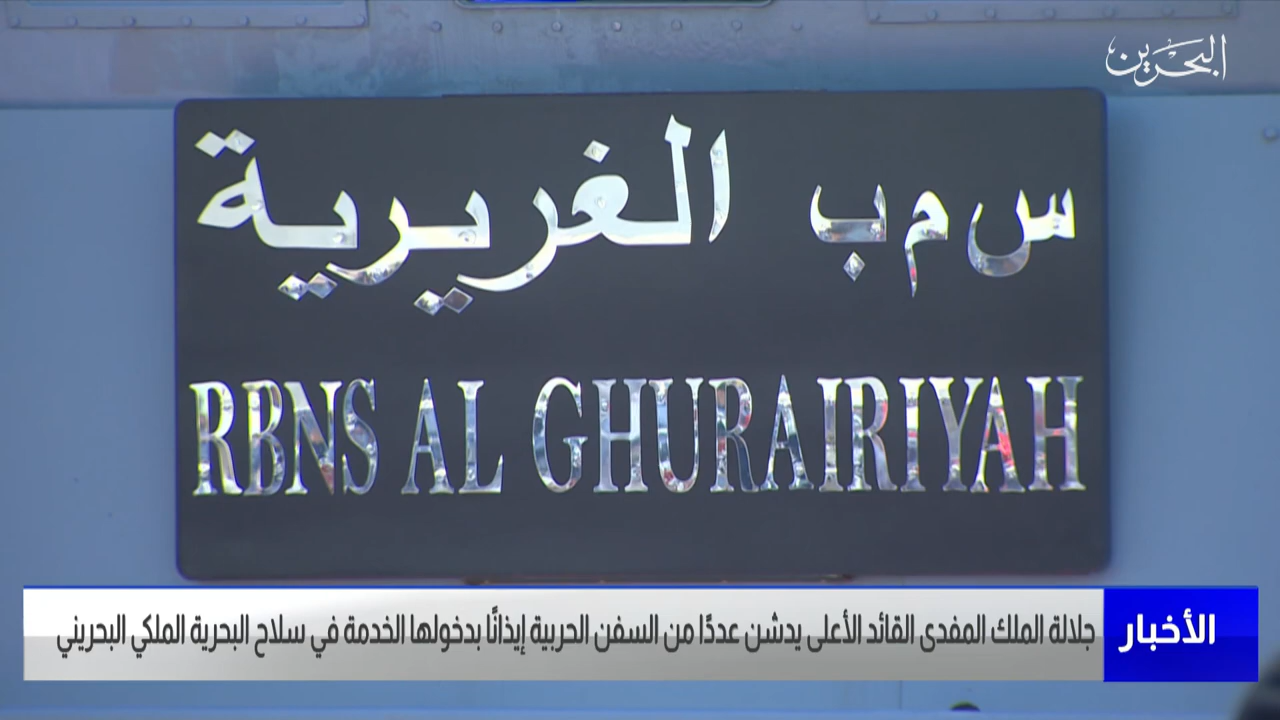 البحرين
س م ب الغريرية
RBNS AL GHURAIRIYAH
الأخبار
جلالة الملك المفدى القائد الأعلى يدشن عددًا من السفن الحربية إيذانًا بدخولها الخدمة في سلاح البحرية الملكي البحريني